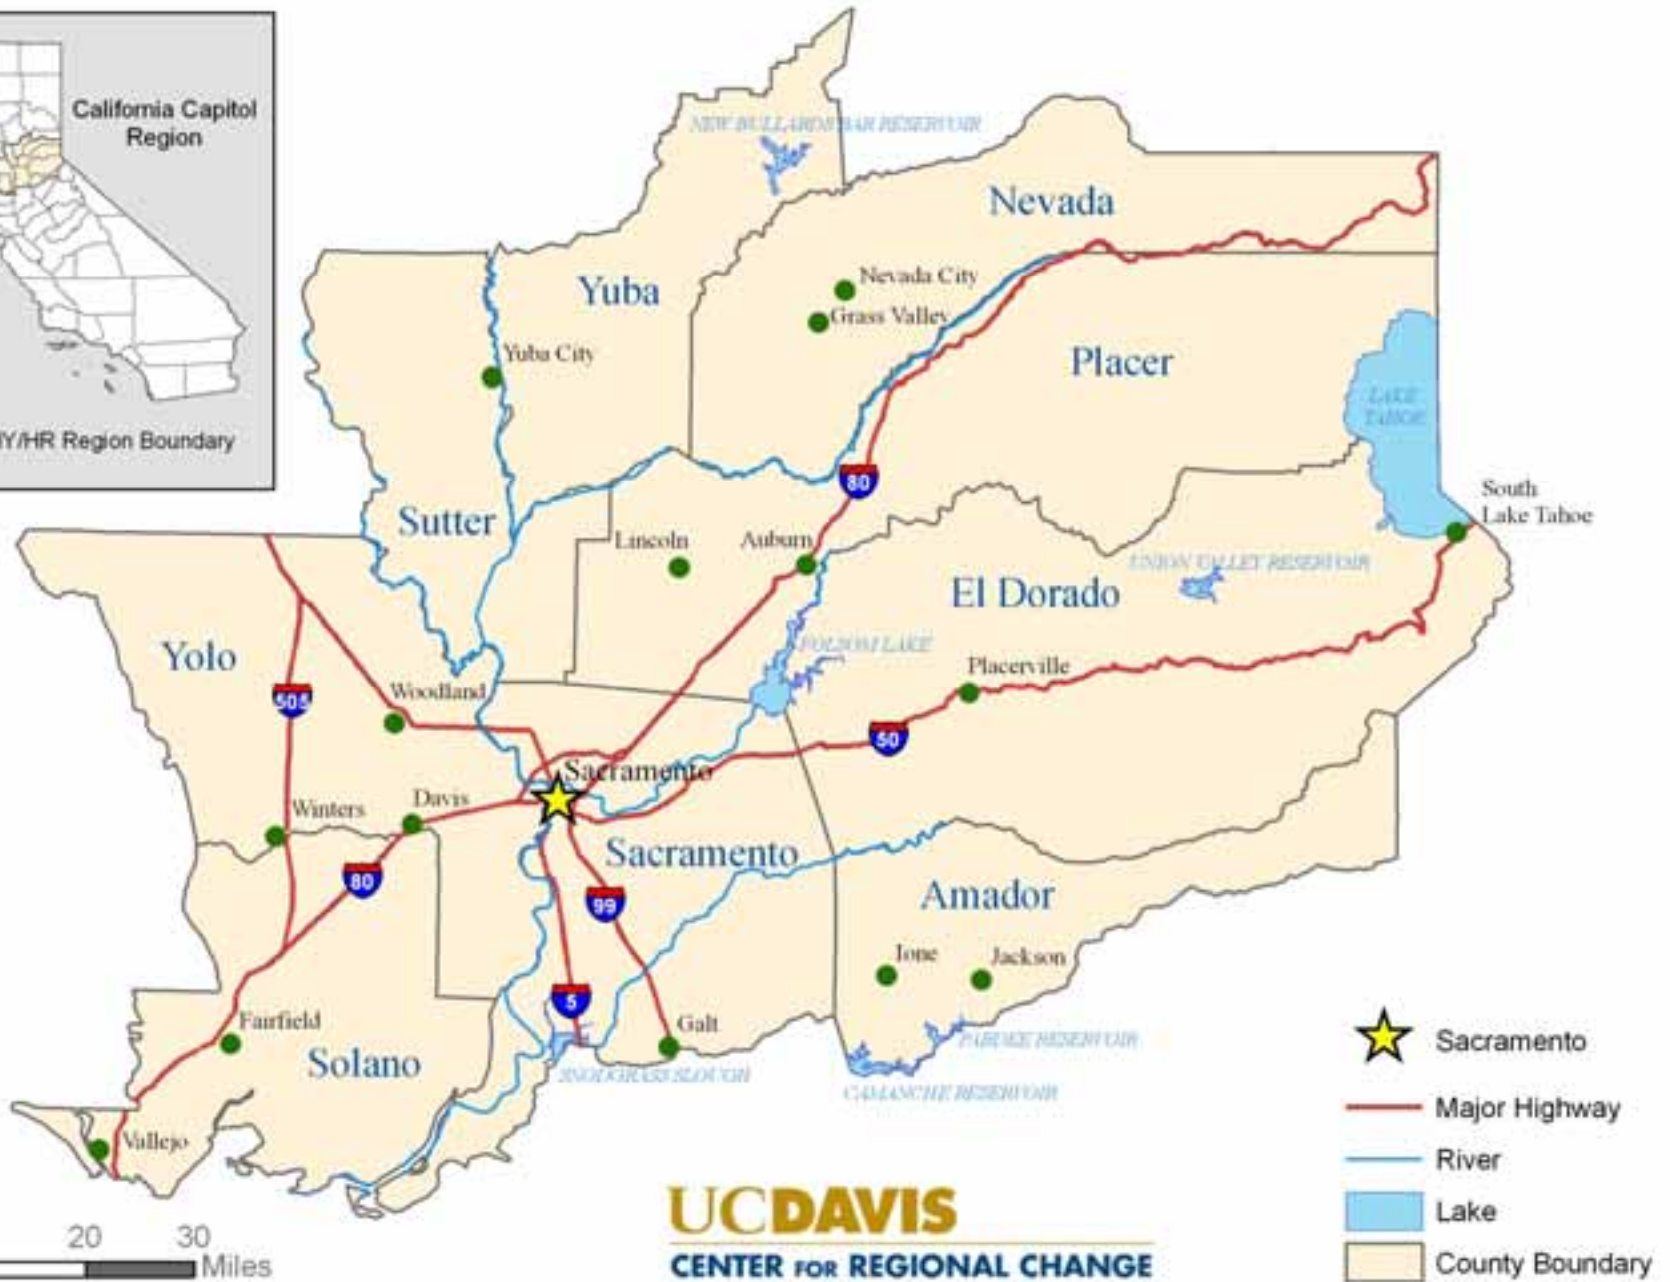 California Capitol
Region
Y/HR Region Boundary
NEW BULLARDS BAR RESERVOIR
Nevada
Yuba
Nevada City
Grass Valley
Yuba City
Placer
LAKE
TAHOE
80
South
Lake Tahoe
Sutter
Lincoln
Auburn
UNION VALLEY RESERVOIR
El Dorado
Yolo
FOLSOM LAKE
Placerville
505
Woodland
50
Sacramento
Winters
Davis
Sacramento
80
99
Amador
Ione
Jackson
5
Fairfield
Galt
Solano
PARDEE RESERVOIR
SNODGRASS SLOUGH
CAMANCHE RESERVOIR
Vallejo
Sacramento
Major Highway
River
Lake
County Boundary
20 30
Miles
UCDAVIS
CENTER FOR REGIONAL CHANGE